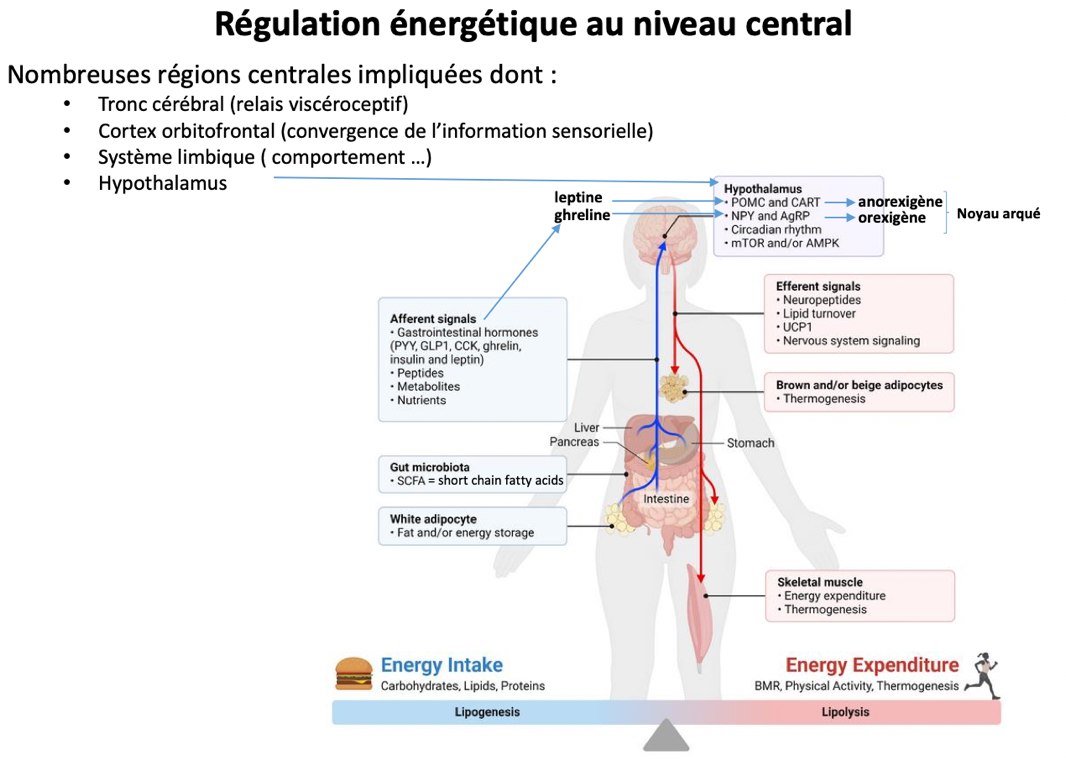 Régulation énergétique au niveau central
Nombreuses régions centrales impliquées dont :
• Tronc cérébral (relais viscéroceptif)
• Cortex orbitofrontal (convergence de l'information sensorielle)
• Système limbique ( comportement ...)
• Hypothalamus
leptine
ghreline
Hypothalamus
• POMC and CART
• NPY and AgRP
• Circadian rhythm
• mTOR and/or AMPK
anorexigène
orexigène
Noyau arqué
Afferent signals
• Gastrointestinal hormones
(PYY, GLP1, CCK, ghrelin,
insulin and leptin)
• Peptides
• Metabolites
• Nutrients
Efferent signals
• Neuropeptides
• Lipid turnover
• UCP1
• Nervous system signaling
Brown and/or beige adipocytes
• Thermogenesis
Liver
Pancreas
Stomach
Gut microbiota
• SCFA = short chain fatty acids
Intestine
White adipocyte
• Fat and/or energy storage
Skeletal muscle
• Energy expenditure
• Thermogenesis
Energy Intake
Carbohydrates, Lipids, Proteins
Energy Expenditure
BMR, Physical Activity, Thermogenesis
Lipogenesis
Lipolysis